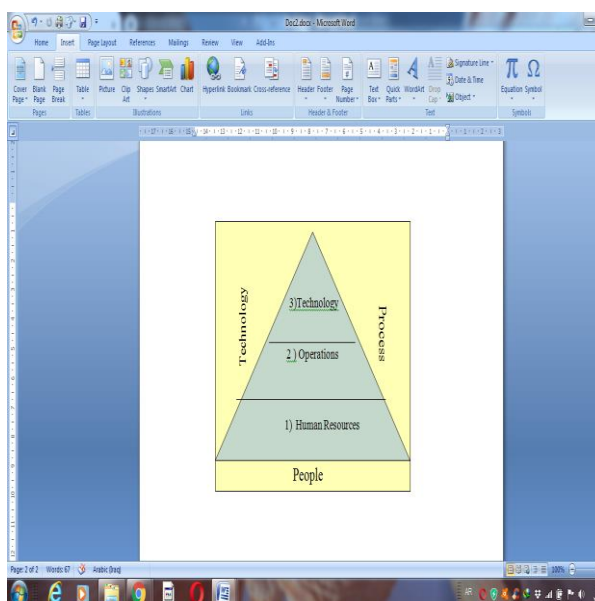 Doc2.docx - Microsoft Word
Home Insert Page Layout References Mailings Review View Add-Ins
Cover Page Blank Page Page Break Table Picture Clip Art Shapes SmartArt Chart Hyperlink Bookmark Cross-reference Header Footer Page Number Text Box Quick Parts WordArt Drop Cap Signature Line Date & Time Object Equation Symbol
Pages Tables Illustrations Links Header & Footer Text Symbols
Technology
Process
3)Technology
2 ) Operations
1) Human Resources
People
Page: 2 of 2 Words: 67 Arabic (Iraq) 100%
AR